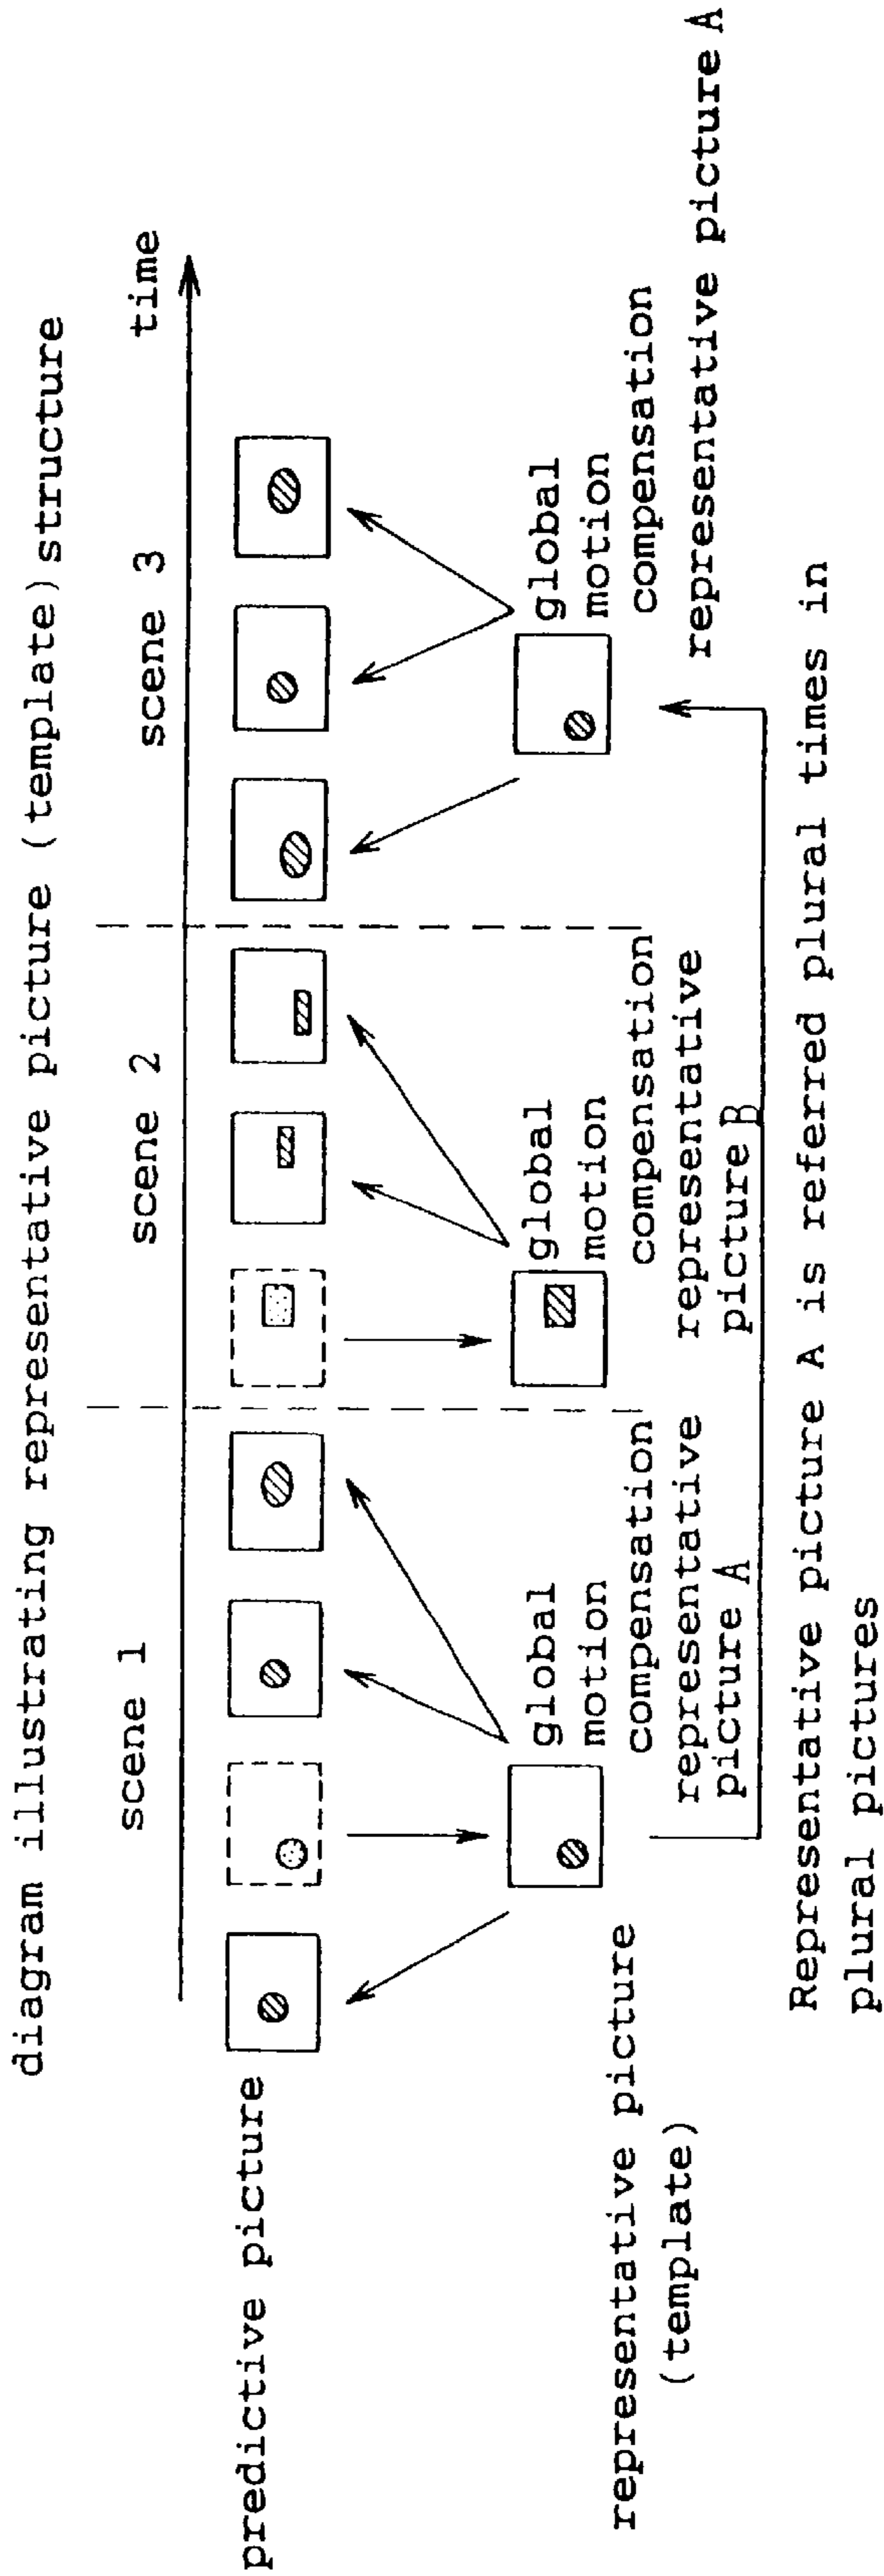 diagram illustrating representative picture (template) structure
time
scene 1
scene 2
scene 3
predictive picture
global
motion
compensation
representative
picture A
global
motion
compensation
representative
picture B
global
motion
compensation
representative picture A
representative picture
(template)
Representative picture A is referred plural times in
plural pictures